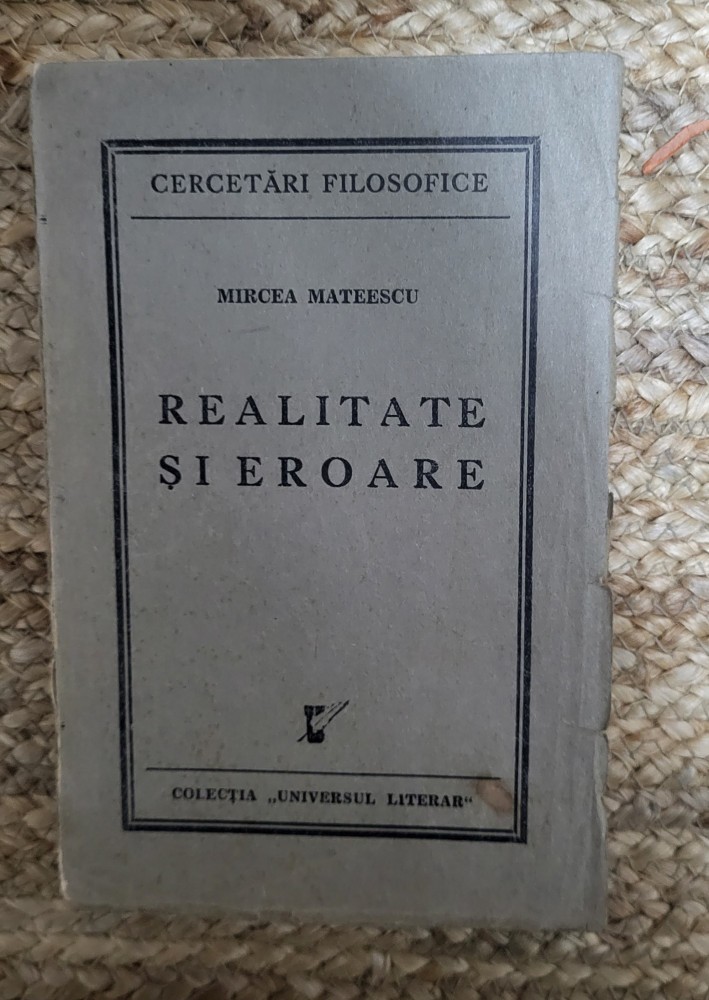 CERCETĂRI FILOSOFICE
MIRCEA MATEESCU
REALITATE
ȘI EROARE
COLECȚIA „UNIVERSUL LITERAR“